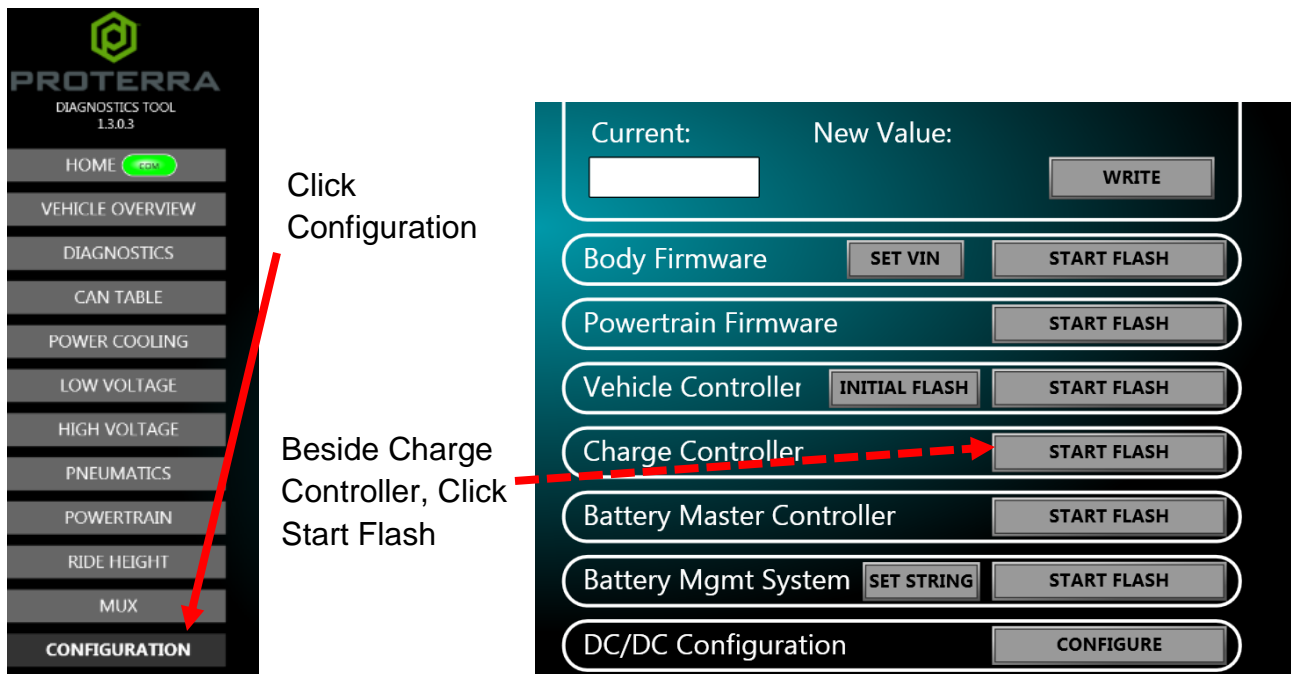 PROTERRA
DIAGNOSTICS TOOL
1.3.0.3
HOME COM
VEHICLE OVERVIEW
DIAGNOSTICS
CAN TABLE
POWER COOLING
LOW VOLTAGE
HIGH VOLTAGE
PNEUMATICS
POWERTRAIN
RIDE HEIGHT
MUX
CONFIGURATION
Click
Configuration
Beside Charge
Controller, Click
Start Flash
Current: New Value:
WRITE
Body Firmware SET VIN START FLASH
Powertrain Firmware START FLASH
Vehicle Controller INITIAL FLASH START FLASH
Charge Controller START FLASH
Battery Master Controller START FLASH
Battery Mgmt System SET STRING START FLASH
DC/DC Configuration CONFIGURE